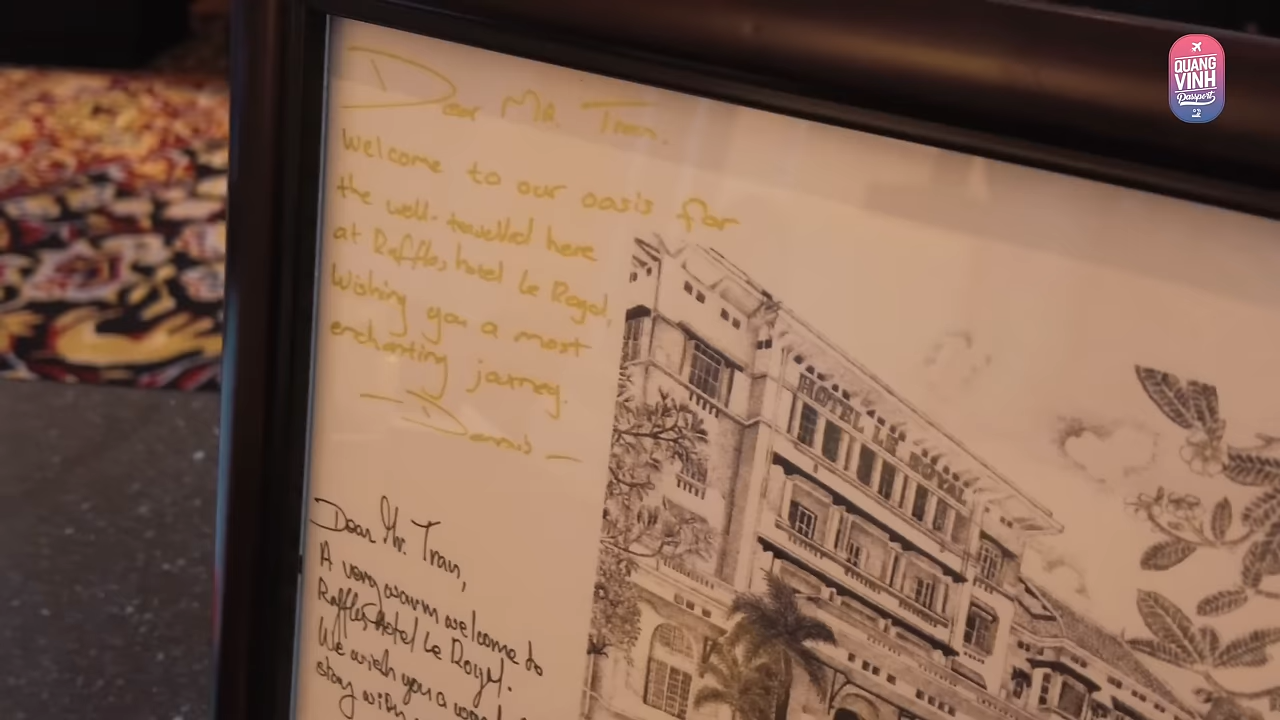 Dear Mr. Tran.
Welcome to our oasis for
the well-travelled here
at Raffles hotel Le Royal.
Wishing you a most
enchanting journey.
— Dennis —
Dear Mr. Tran,
A very warm welcome to
Raffles Hotel Le Royal.
We wish you a
stay with
HOTEL LE ROYAL
QUANG
VINH
Passport